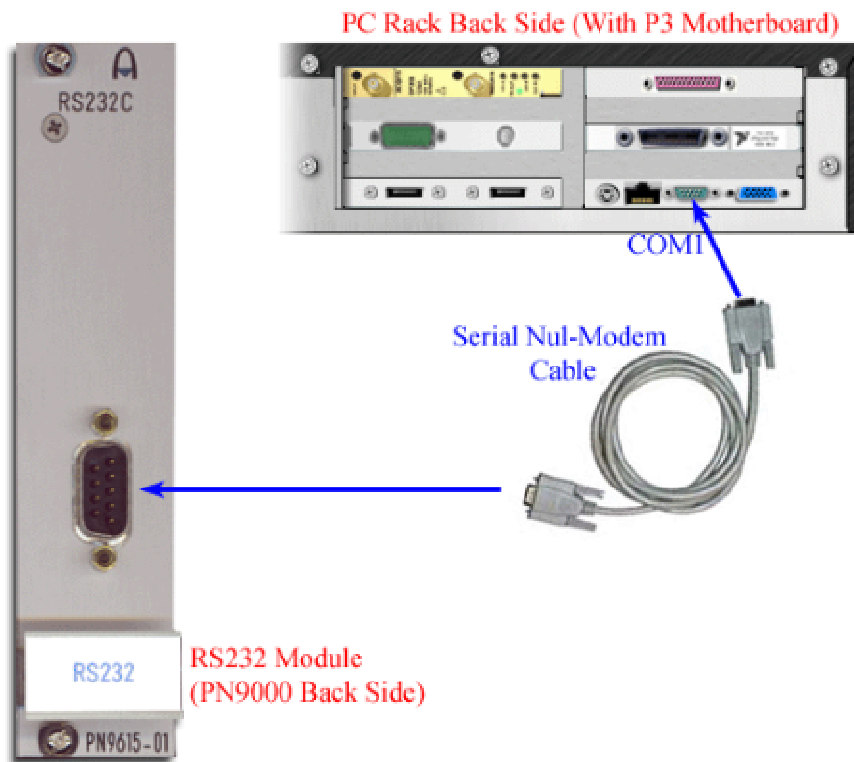 PC Rack Back Side (With P3 Motherboard)
RS232C
COM1
Serial Nul-Modem
Cable
RS232
RS232 Module
(PN9000 Back Side)
PN9615-01